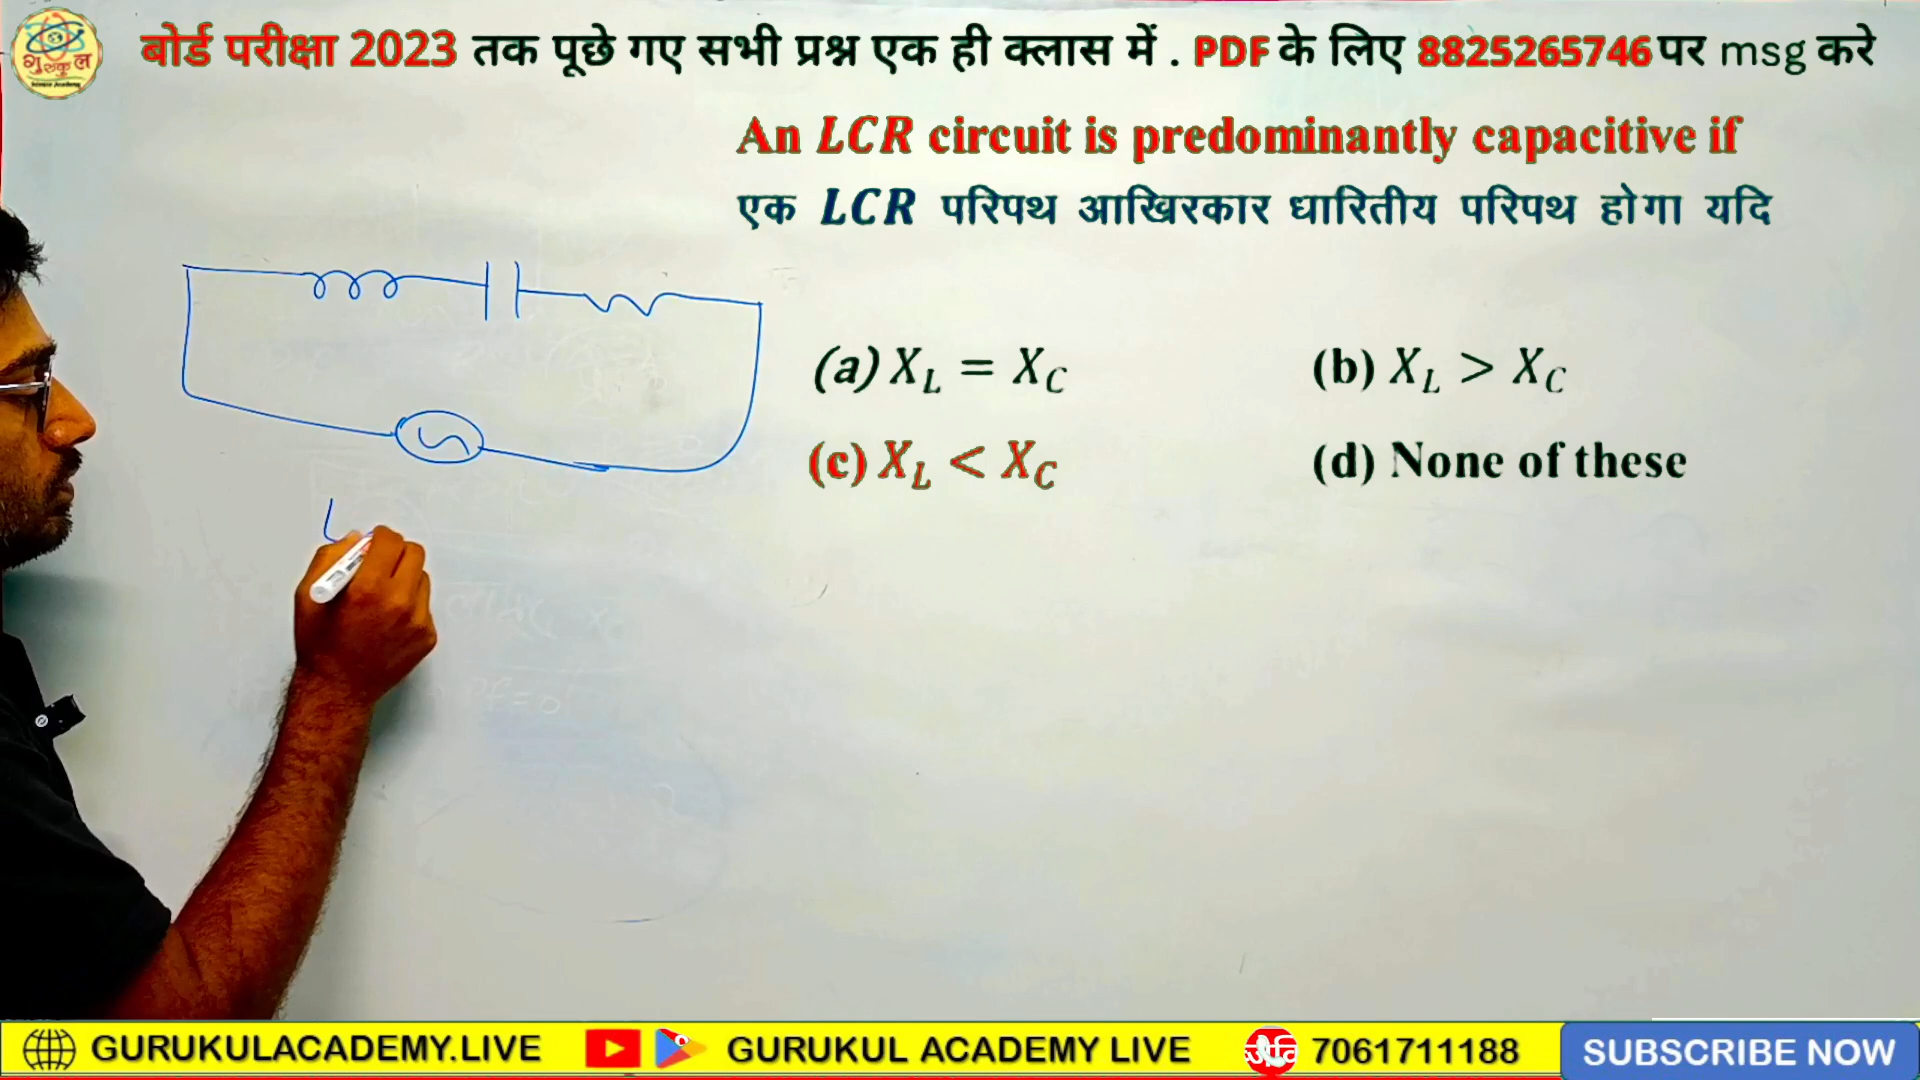 बोर्ड परीक्षा 2023 तक पूछे गए सभी प्रश्न एक ही क्लास में . PDF के लिए 8825265746 पर msg करे
गुरुकुल
Science Academy
An LCR circuit is predominantly capacitive if
एक LCR परिपथ आखिरकार धारितीय परिपथ होगा यदि
(a) X_L = X_C (b) X_L > X_C
(c) X_L < X_C (d) None of these
L
GURUKULACADEMY.LIVE GURUKUL ACADEMY LIVE 7061711188 SUBSCRIBE NOW